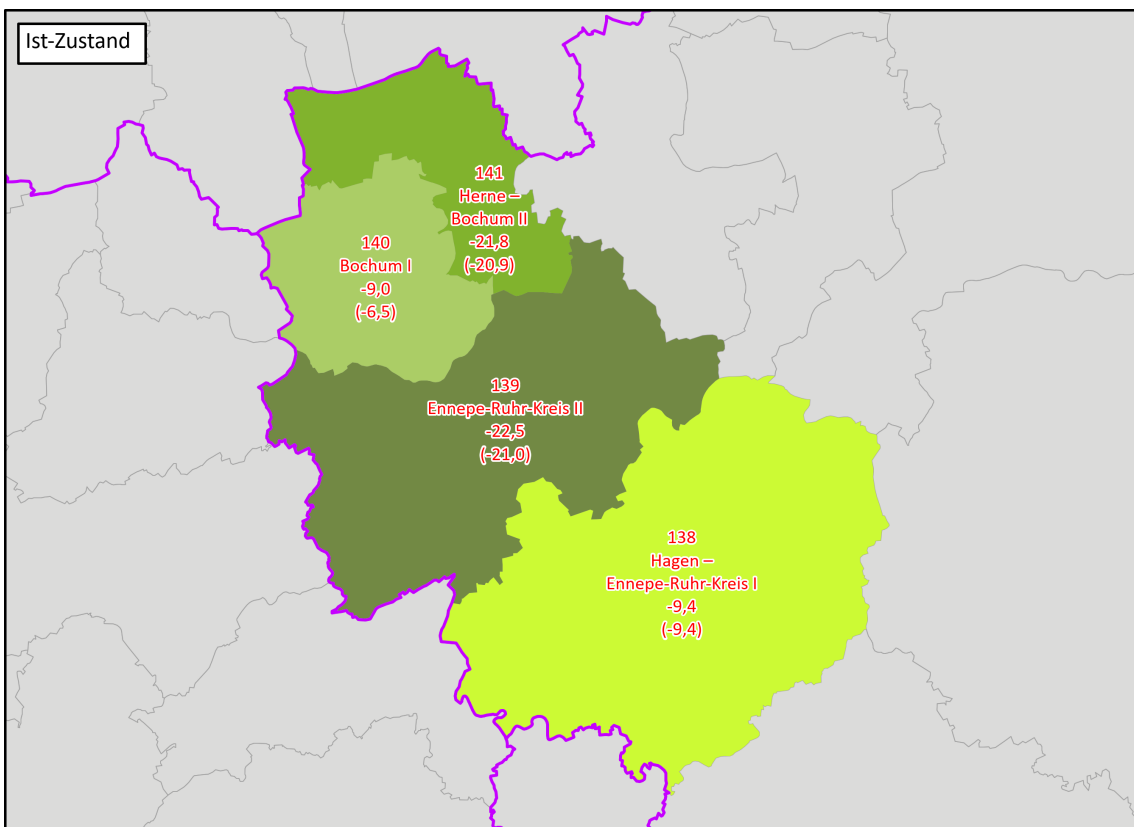 Ist-Zustand
141
Herne –
Bochum II
-21,8
(-20,9)
140
Bochum I
-9,0
(-6,5)
139
Ennepe-Ruhr-Kreis II
-22,5
(-21,0)
138
Hagen –
Ennepe-Ruhr-Kreis I
-9,4
(-9,4)